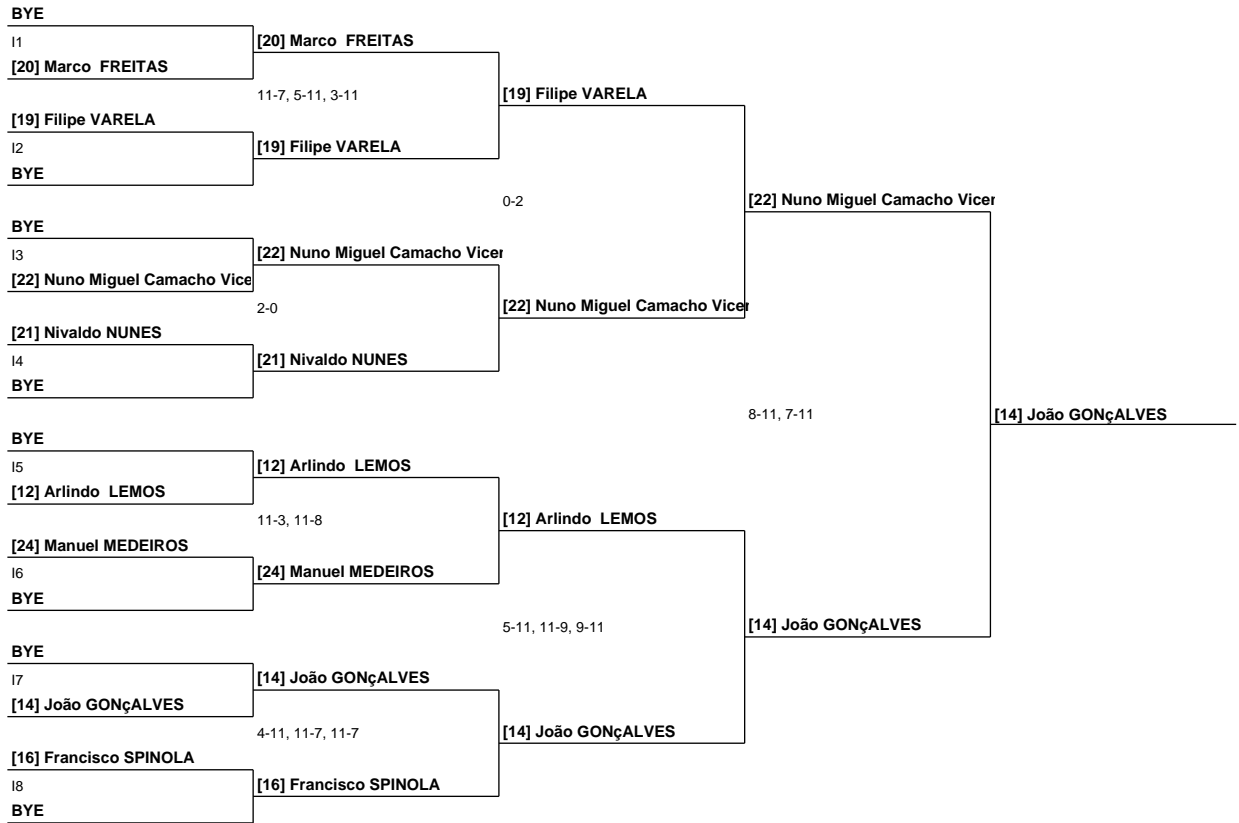 BYE
I1
[20] Marco  FREITAS
[20] Marco  FREITAS
11-7, 5-11, 3-11
[19] Filipe VARELA
[19] Filipe VARELA
I2
[19] Filipe VARELA
BYE
0-2
[22] Nuno Miguel Camacho Vicer
BYE
I3
[22] Nuno Miguel Camacho Vicer
[22] Nuno Miguel Camacho Vice
2-0
[22] Nuno Miguel Camacho Vicer
[21] Nivaldo NUNES
I4
[21] Nivaldo NUNES
BYE
8-11, 7-11
[14] João GONçALVES
BYE
I5
[12] Arlindo  LEMOS
[12] Arlindo  LEMOS
11-3, 11-8
[12] Arlindo  LEMOS
[24] Manuel MEDEIROS
I6
[24] Manuel MEDEIROS
BYE
5-11, 11-9, 9-11
[14] João GONçALVES
BYE
I7
[14] João GONçALVES
[14] João GONçALVES
4-11, 11-7, 11-7
[14] João GONçALVES
[16] Francisco SPINOLA
I8
[16] Francisco SPINOLA
BYE